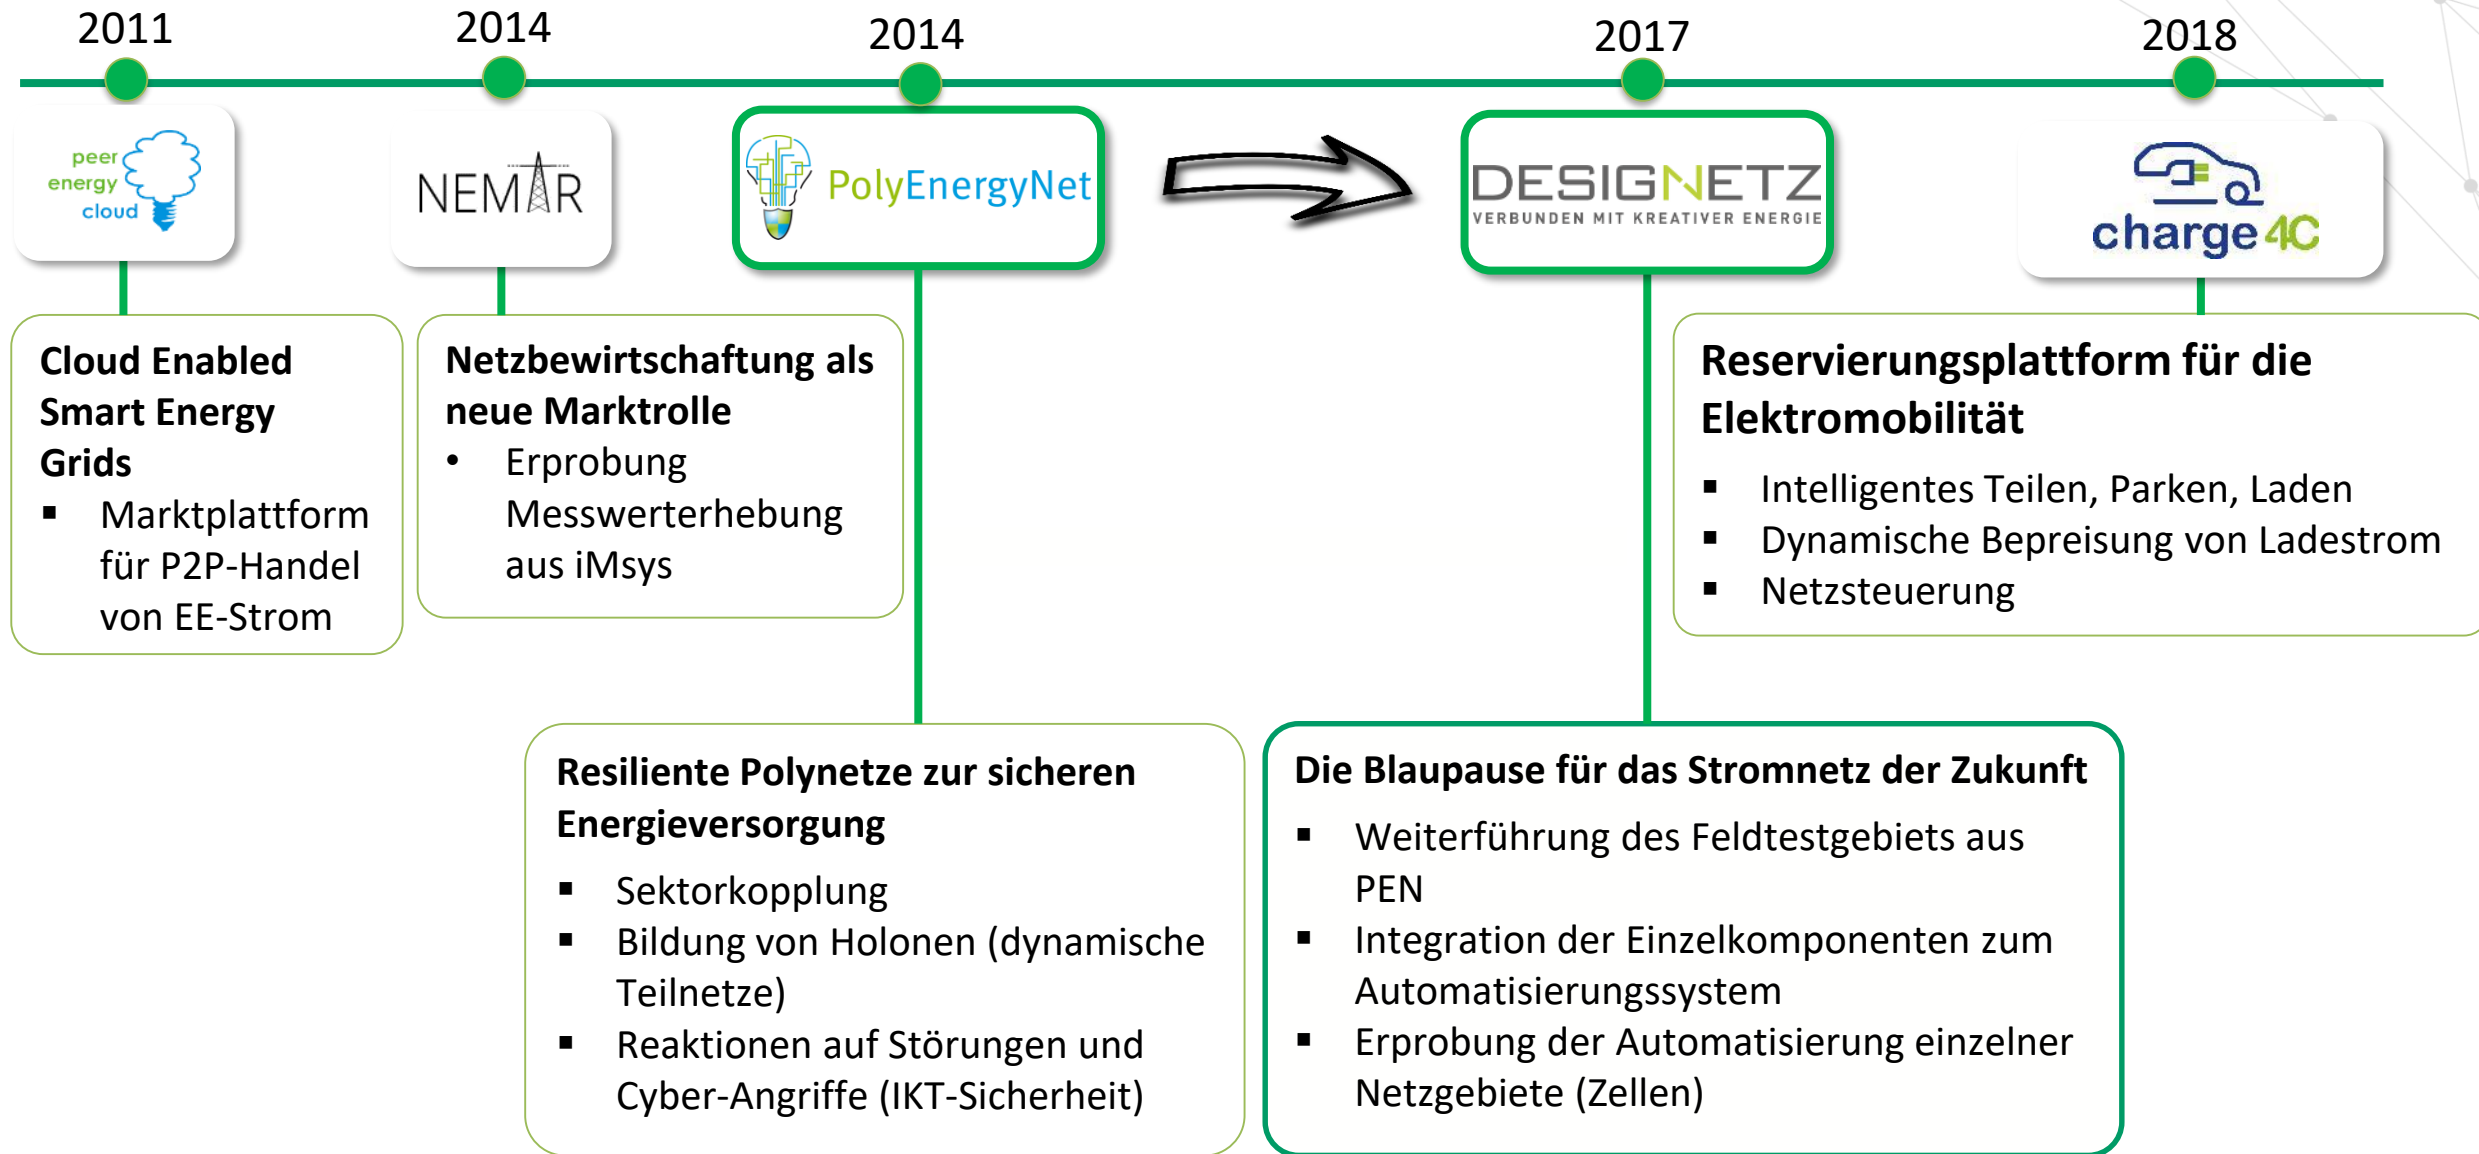 2011
2014
2014
2017
2018
peer
energy
cloud
NEMAR
PolyEnergyNet
DESIGNETZ
VERBUNDEN MIT KREATIVER ENERGIE
charge4C
Cloud Enabled
Smart Energy
Grids
▪ Marktplattform
für P2P-Handel
von EE-Strom
Netzbewirtschaftung als
neue Marktrolle
• Erprobung
Messwerterhebung
aus iMsys
Reservierungsplattform für die
Elektromobilität
▪ Intelligentes Teilen, Parken, Laden
▪ Dynamische Bepreisung von Ladestrom
▪ Netzsteuerung
Resiliente Polynetze zur sicheren
Energieversorgung
▪ Sektorkopplung
▪ Bildung von Holonen (dynamische
Teilnetze)
▪ Reaktionen auf Störungen und
Cyber-Angriffe (IKT-Sicherheit)
Die Blaupause für das Stromnetz der Zukunft
▪ Weiterführung des Feldtestgebiets aus
PEN
▪ Integration der Einzelkomponenten zum
Automatisierungssystem
▪ Erprobung der Automatisierung einzelner
Netzgebiete (Zellen)